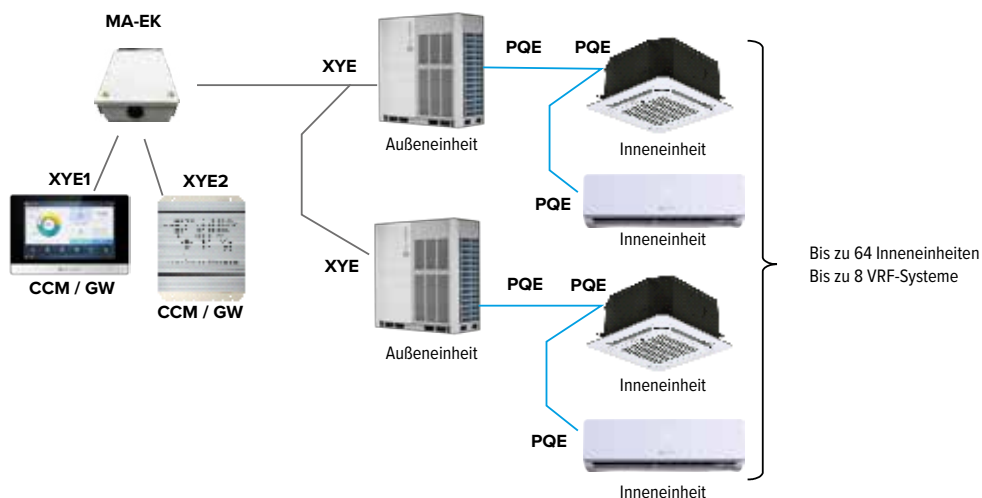 MA-EK
XYE
PQE
PQE
Außeneinheit
Inneneinheit
XYE1
XYE2
PQE
CCM / GW
CCM / GW
Inneneinheit
XYE
Bis zu 64 Inneneinheiten
Bis zu 8 VRF-Systeme
PQE
PQE
Außeneinheit
Inneneinheit
PQE
Inneneinheit